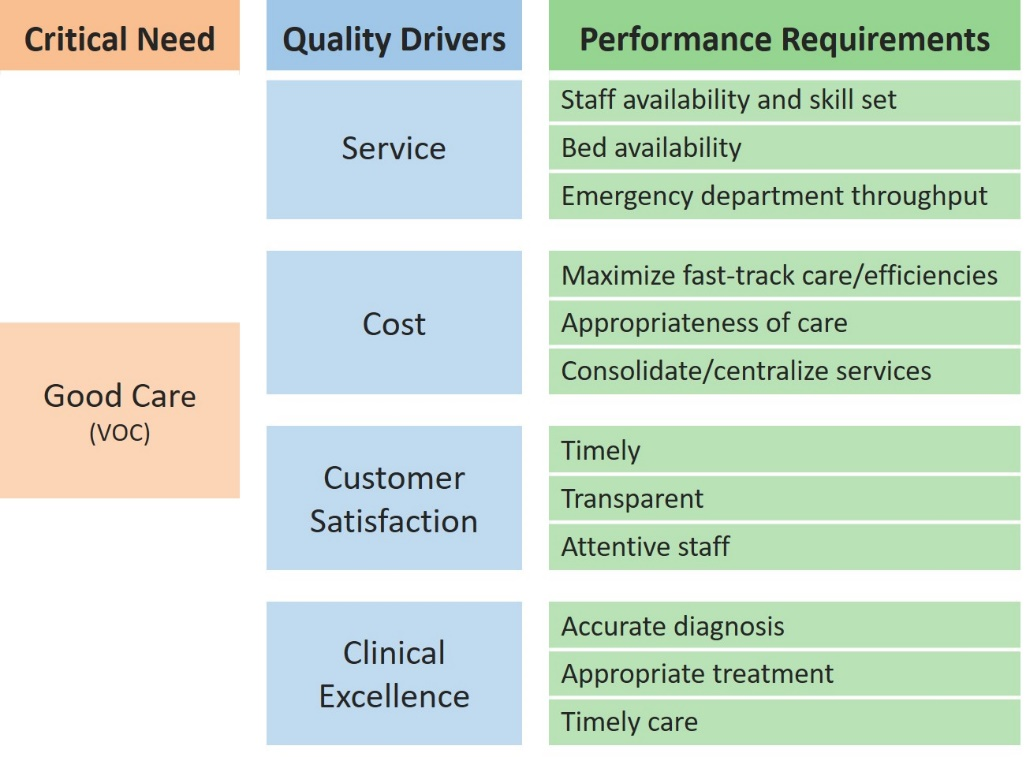 Critical Need
Quality Drivers
Performance Requirements
Good Care
(VOC)
Service
Staff availability and skill set
Bed availability
Emergency department throughput
Cost
Maximize fast-track care/efficiencies
Appropriateness of care
Consolidate/centralize services
Customer
Satisfaction
Timely
Transparent
Attentive staff
Clinical
Excellence
Accurate diagnosis
Appropriate treatment
Timely care